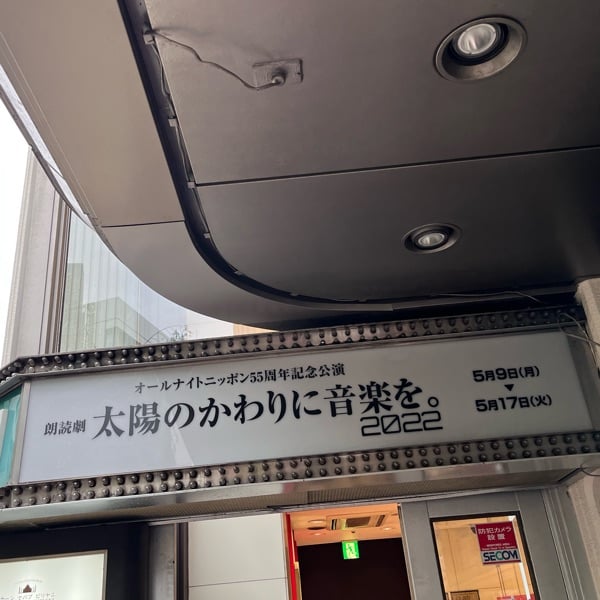 オールナイトニッポン55周年記念公演
朗読劇 太陽のかわりに音楽を。
2022
5月9日(月)
▼
5月17日(火)
防犯カメラ
設置
SECOM